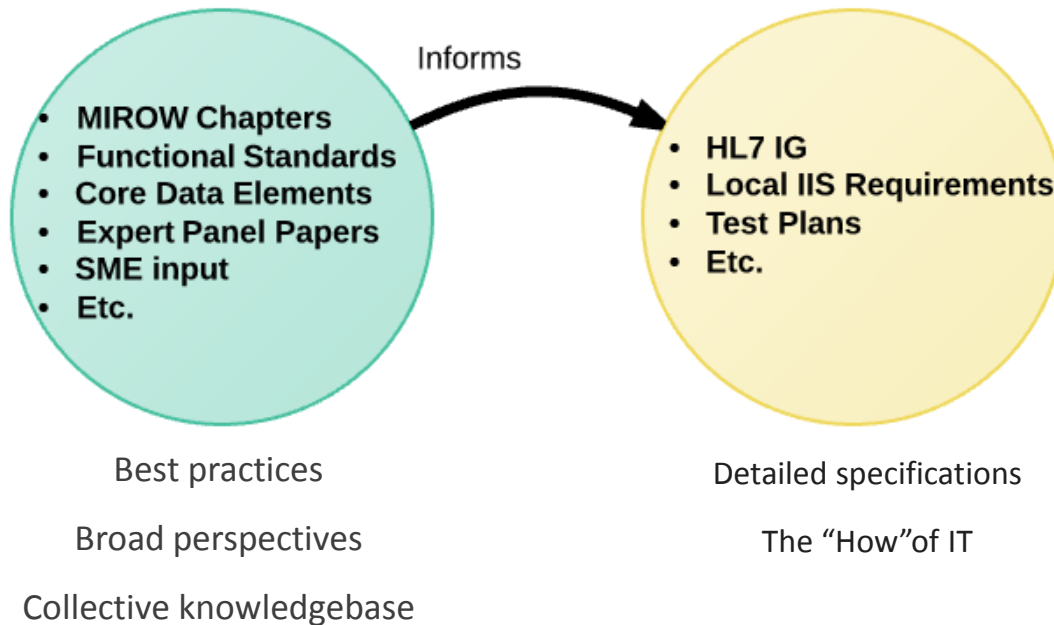 Informs
• MIROW Chapters
• Functional Standards
• Core Data Elements
• Expert Panel Papers
• SME input
• Etc.
• HL7 IG
• Local IIS Requirements
• Test Plans
• Etc.
Best practices
Broad perspectives
Collective knowledgebase
Detailed specifications
The “How”of IT